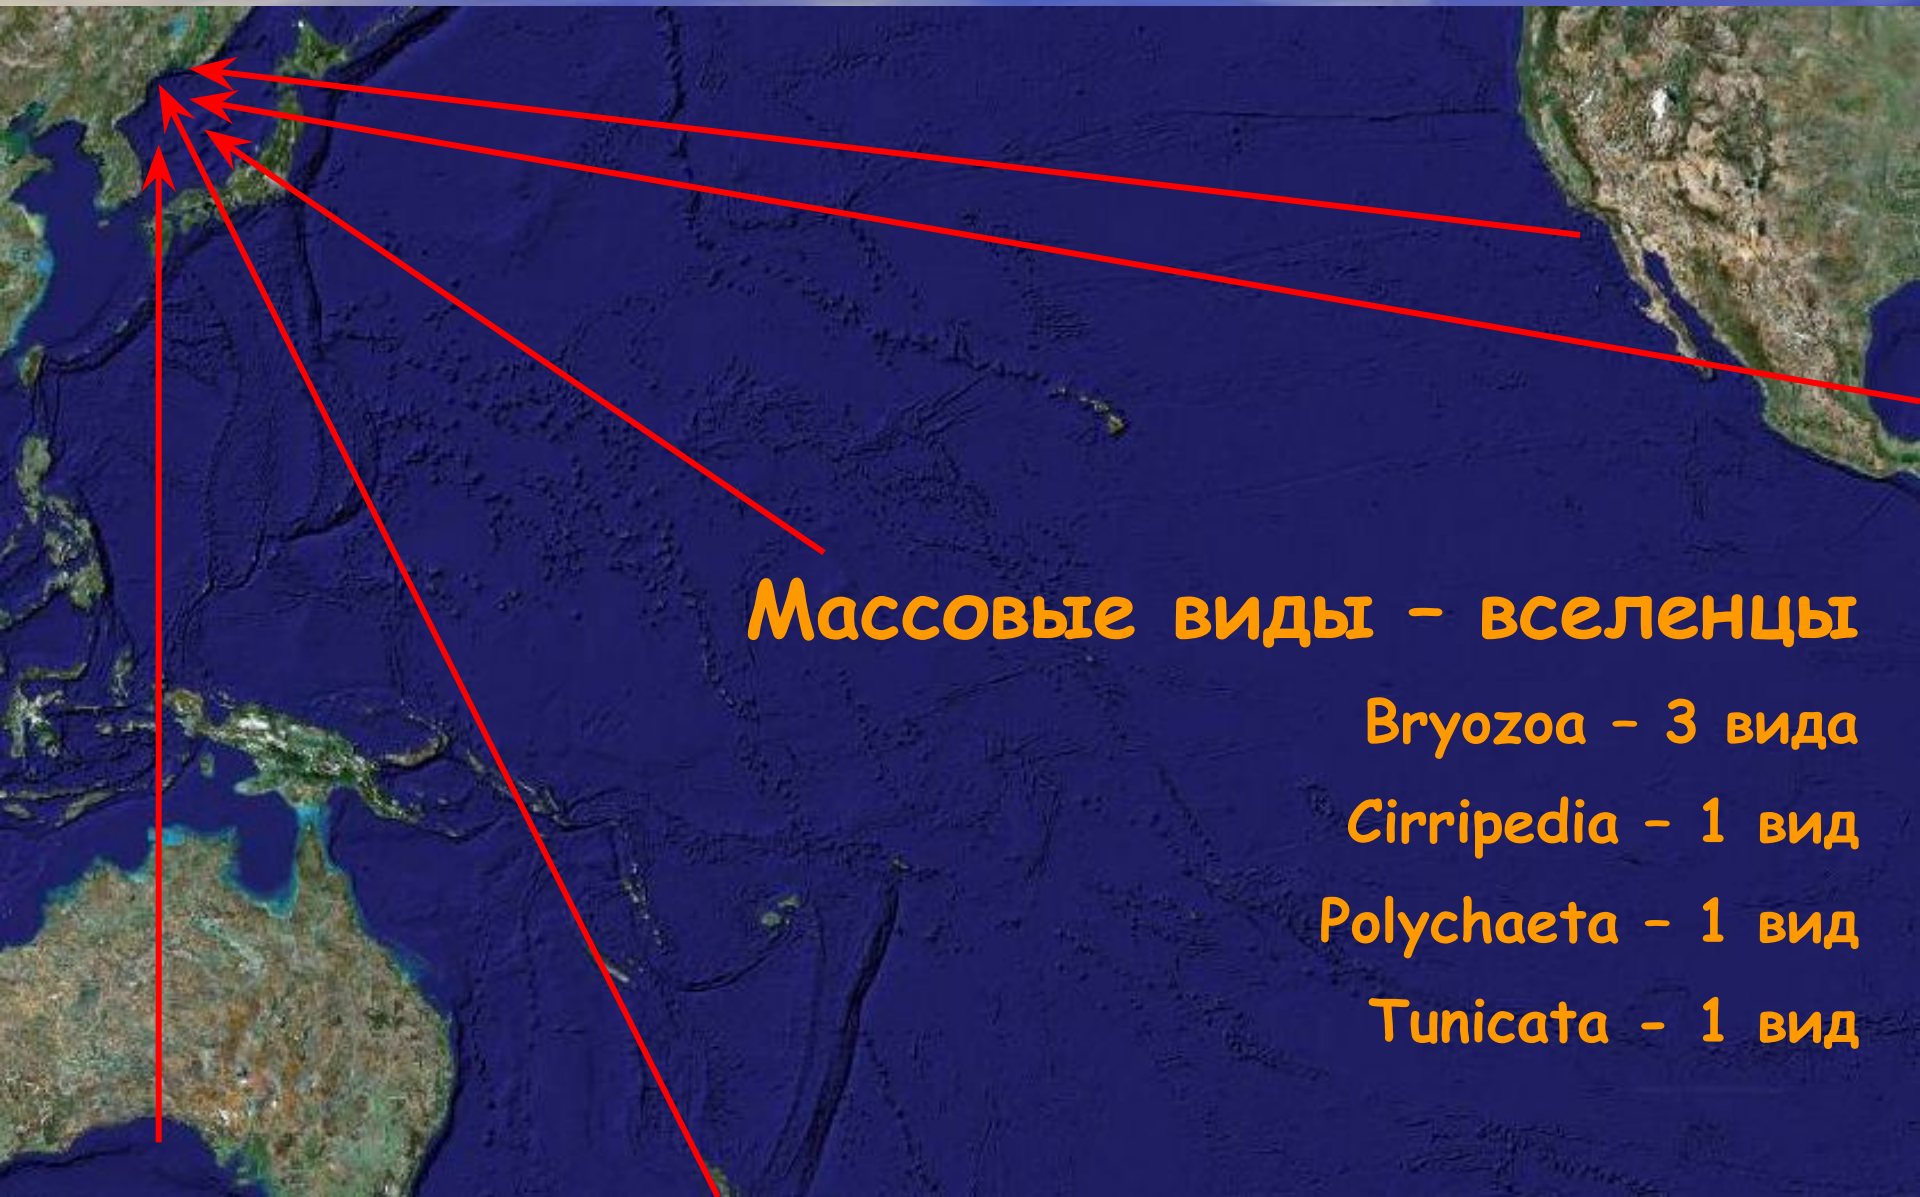 Массовые виды – вселенцы
Bryozoa – 3 вида
Cirripedia – 1 вид
Polychaeta – 1 вид
Tunicata - 1 вид